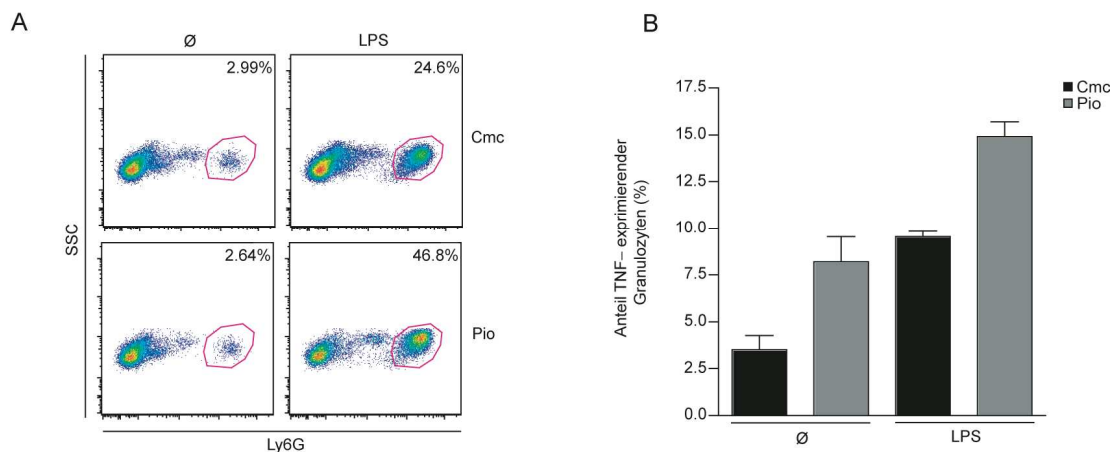 A
Ø
LPS
2.99%
24.6%
Cmc
2.64%
46.8%
Pio
SSC
Ly6G
B
Cmc
Pio
17.5
15.0
12.5
10.0
7.5
5.0
2.5
0.0
Anteil TNF– exprimierender
Granulozyten (%)
Ø
LPS